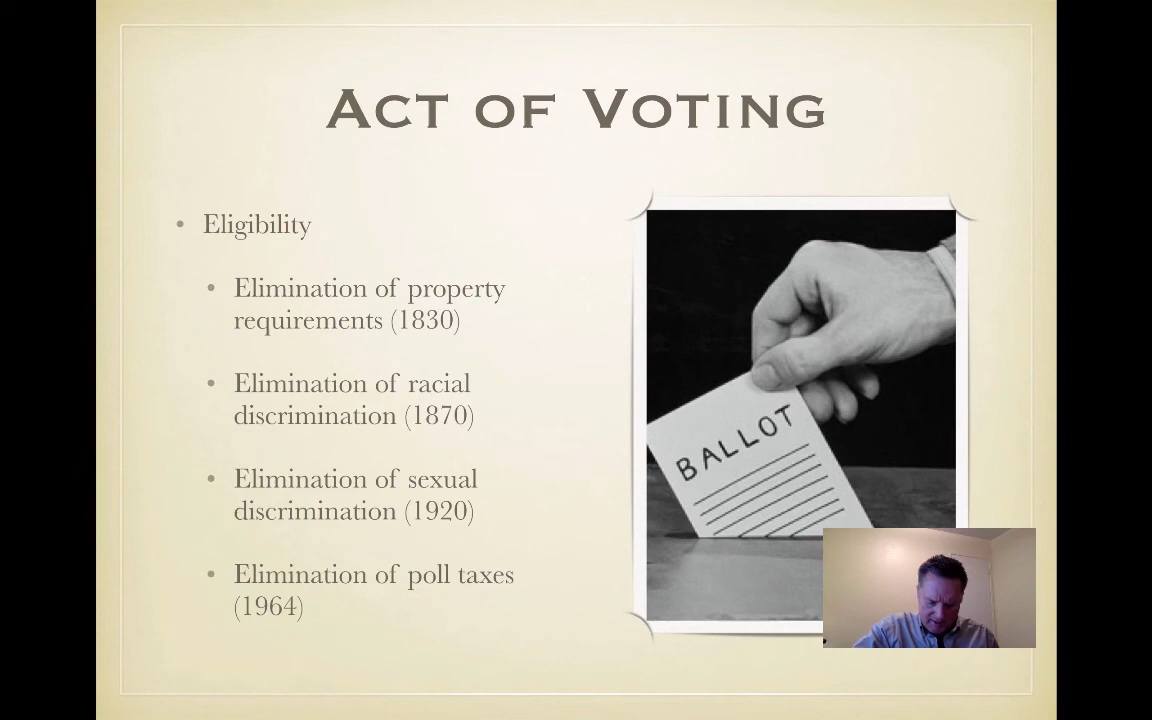 Act of Voting
• Eligibility
• Elimination of property
requirements (1830)
• Elimination of racial
discrimination (1870)
• Elimination of sexual
discrimination (1920)
• Elimination of poll taxes
(1964)
BALLOT